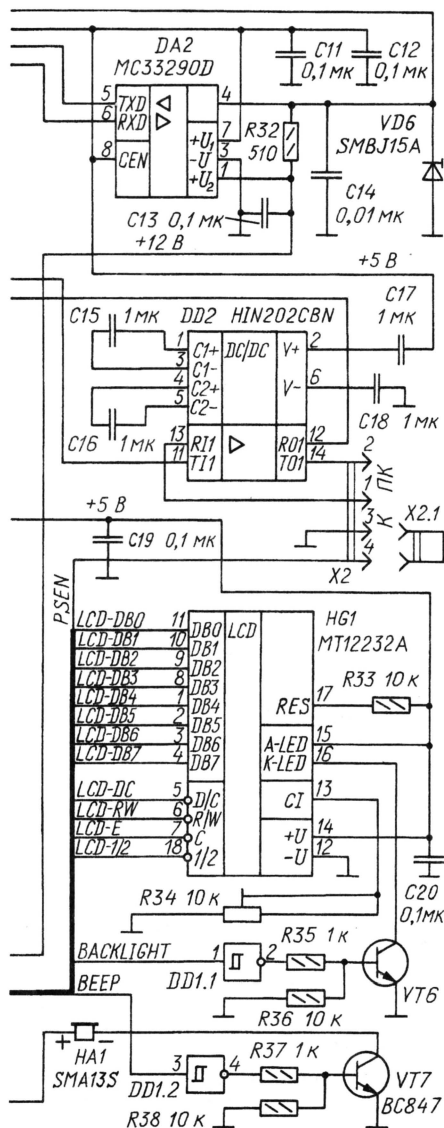 DA2
MC33290D
C11
0,1 мк
C12
0,1 мк
5 TXD
6 RXD
8 CEN
4
7 +U1
3 -U
1 +U2
R32
510
VD6
SMBJ15A
C14
0,01 мк
C13 0,1 мк
+12 В
+5 В
C17
1 мк
C15
1 мк
DD2 HIN202CBN
DC/DC
1 C1+
3 C1-
4 C2+
5 C2-
V+ 2
V- 6
C16 1 мк
C18 1 мк
13 RI1
11 TI1
RO1 12
TO1 14
2
1
3
4
ПК
К
X2.1
X2
+5 В
C19 0,1 мк
PSEN
HG1
MT12232A
LCD
LCD-DB0 11 DB0
LCD-DB1 10 DB1
LCD-DB2 9 DB2
LCD-DB3 8 DB3
LCD-DB4 1 DB4
LCD-DB5 2 DB5
LCD-DB6 3 DB6
LCD-DB7 4 DB7
LCD-DC 5 D/C
LCD-RW 6 R/W
LCD-E 7 C
LCD-1/2 18 1/2
RES 17
R33 10 к
A-LED 15
K-LED 16
CI 13
+U 14
-U 12
C20
0,1мк
R34 10 к
BACKLIGHT
1
2
DD1.1
R35 1 к
R36 10 к
VT6
BEEP
+ -
HA1
SMA13S
3
4
DD1.2
R37 1 к
R38 10 к
VT7
BC847